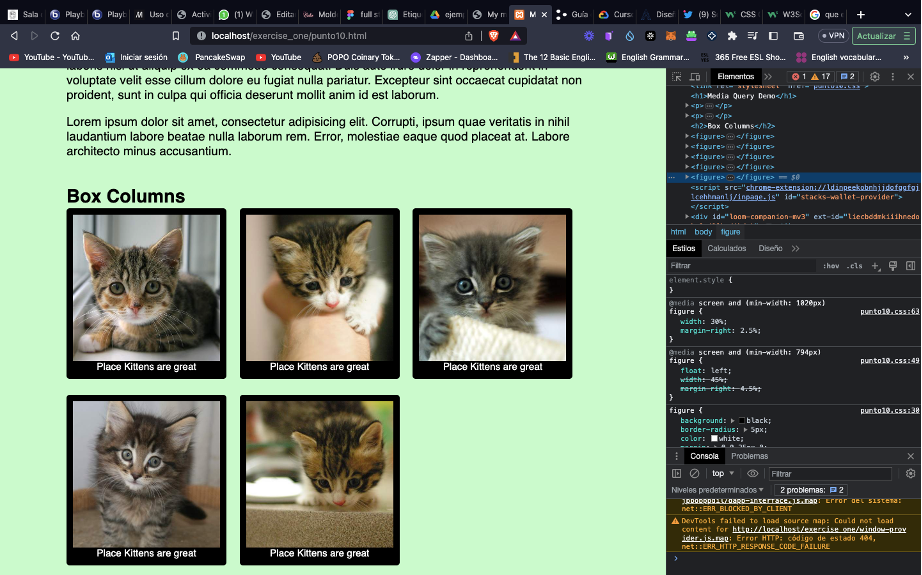 Sala
Playl
Playl
Uso c
Activ
(1) W
Edita
Mold
full s
Etiqu
ejem
My n
M
Guía
Curs
Diseñ
(9) S
CSS
W3S
que e
localhost/exercise_one/punto10.html
VPN
Actualizar
YouTube - YouTub...
Iniciar sesión
PancakeSwap
YouTube
POPO Coinary Tok...
Zapper - Dashboa...
The 12 Basic Engli...
English Grammar...
365 Free ESL Sho...
English vocabulary...
voluptate velit esse cillum dolore eu fugiat nulla pariatur. Excepteur sint occaecat cupidatat non
proident, sunt in culpa qui officia deserunt mollit anim id est laborum.
Lorem ipsum dolor sit amet, consectetur adipisicing elit. Corrupti, ipsum quae veritatis in nihil
laudantium labore beatae nulla laborum rem. Error, molestiae eaque quod placeat at. Labore
architecto minus accusantium.
Box Columns
Place Kittens are great
Place Kittens are great
Place Kittens are great
Place Kittens are great
Place Kittens are great
Elementos
1
17
2
<h1>Media Query Demo</h1>
<p>…</p>
<p>…</p>
<h2>Box Columns</h2>
<figure>…</figure>
<figure>…</figure>
<figure>…</figure>
<figure>…</figure>
<figure>…</figure> == $0
<script src="chrome-extension://ldinpeekobnhjjdofgfgj
lcehhmanlj/inpage.js" id="stacks-wallet-provider">
</script>
<div id="loom-companion-mv3" ext-id="liecbddmkiiihnedo
html body figure
Estilos Calculados Diseño
Filtrar :hov .cls
element.style {
}
@media screen and (min-width: 1020px)
figure { punto10.css:63
width: 30%;
margin-right: 2.5%;
}
@media screen and (min-width: 794px)
figure { punto10.css:49
float: left;
width: 45%;
margin-right: 4.5%;
}
figure { punto10.css:30
background: black;
border-radius: 5px;
color: white;
Consola Problemas
top Filtrar
Niveles predeterminados 2 problemas: 2
Error del sistema:
net::ERR_BLOCKED_BY_CLIENT
DevTools failed to load source map: Could not load
content for http://localhost/exercise_one/window-prov
ider.js.map: Error HTTP: código de estado 404,
net::ERR_HTTP_RESPONSE_CODE_FAILURE